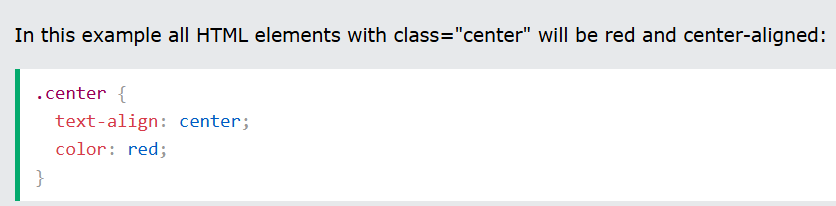 In this example all HTML elements with class="center" will be red and center-aligned:
.center {
  text-align: center;
  color: red;
}